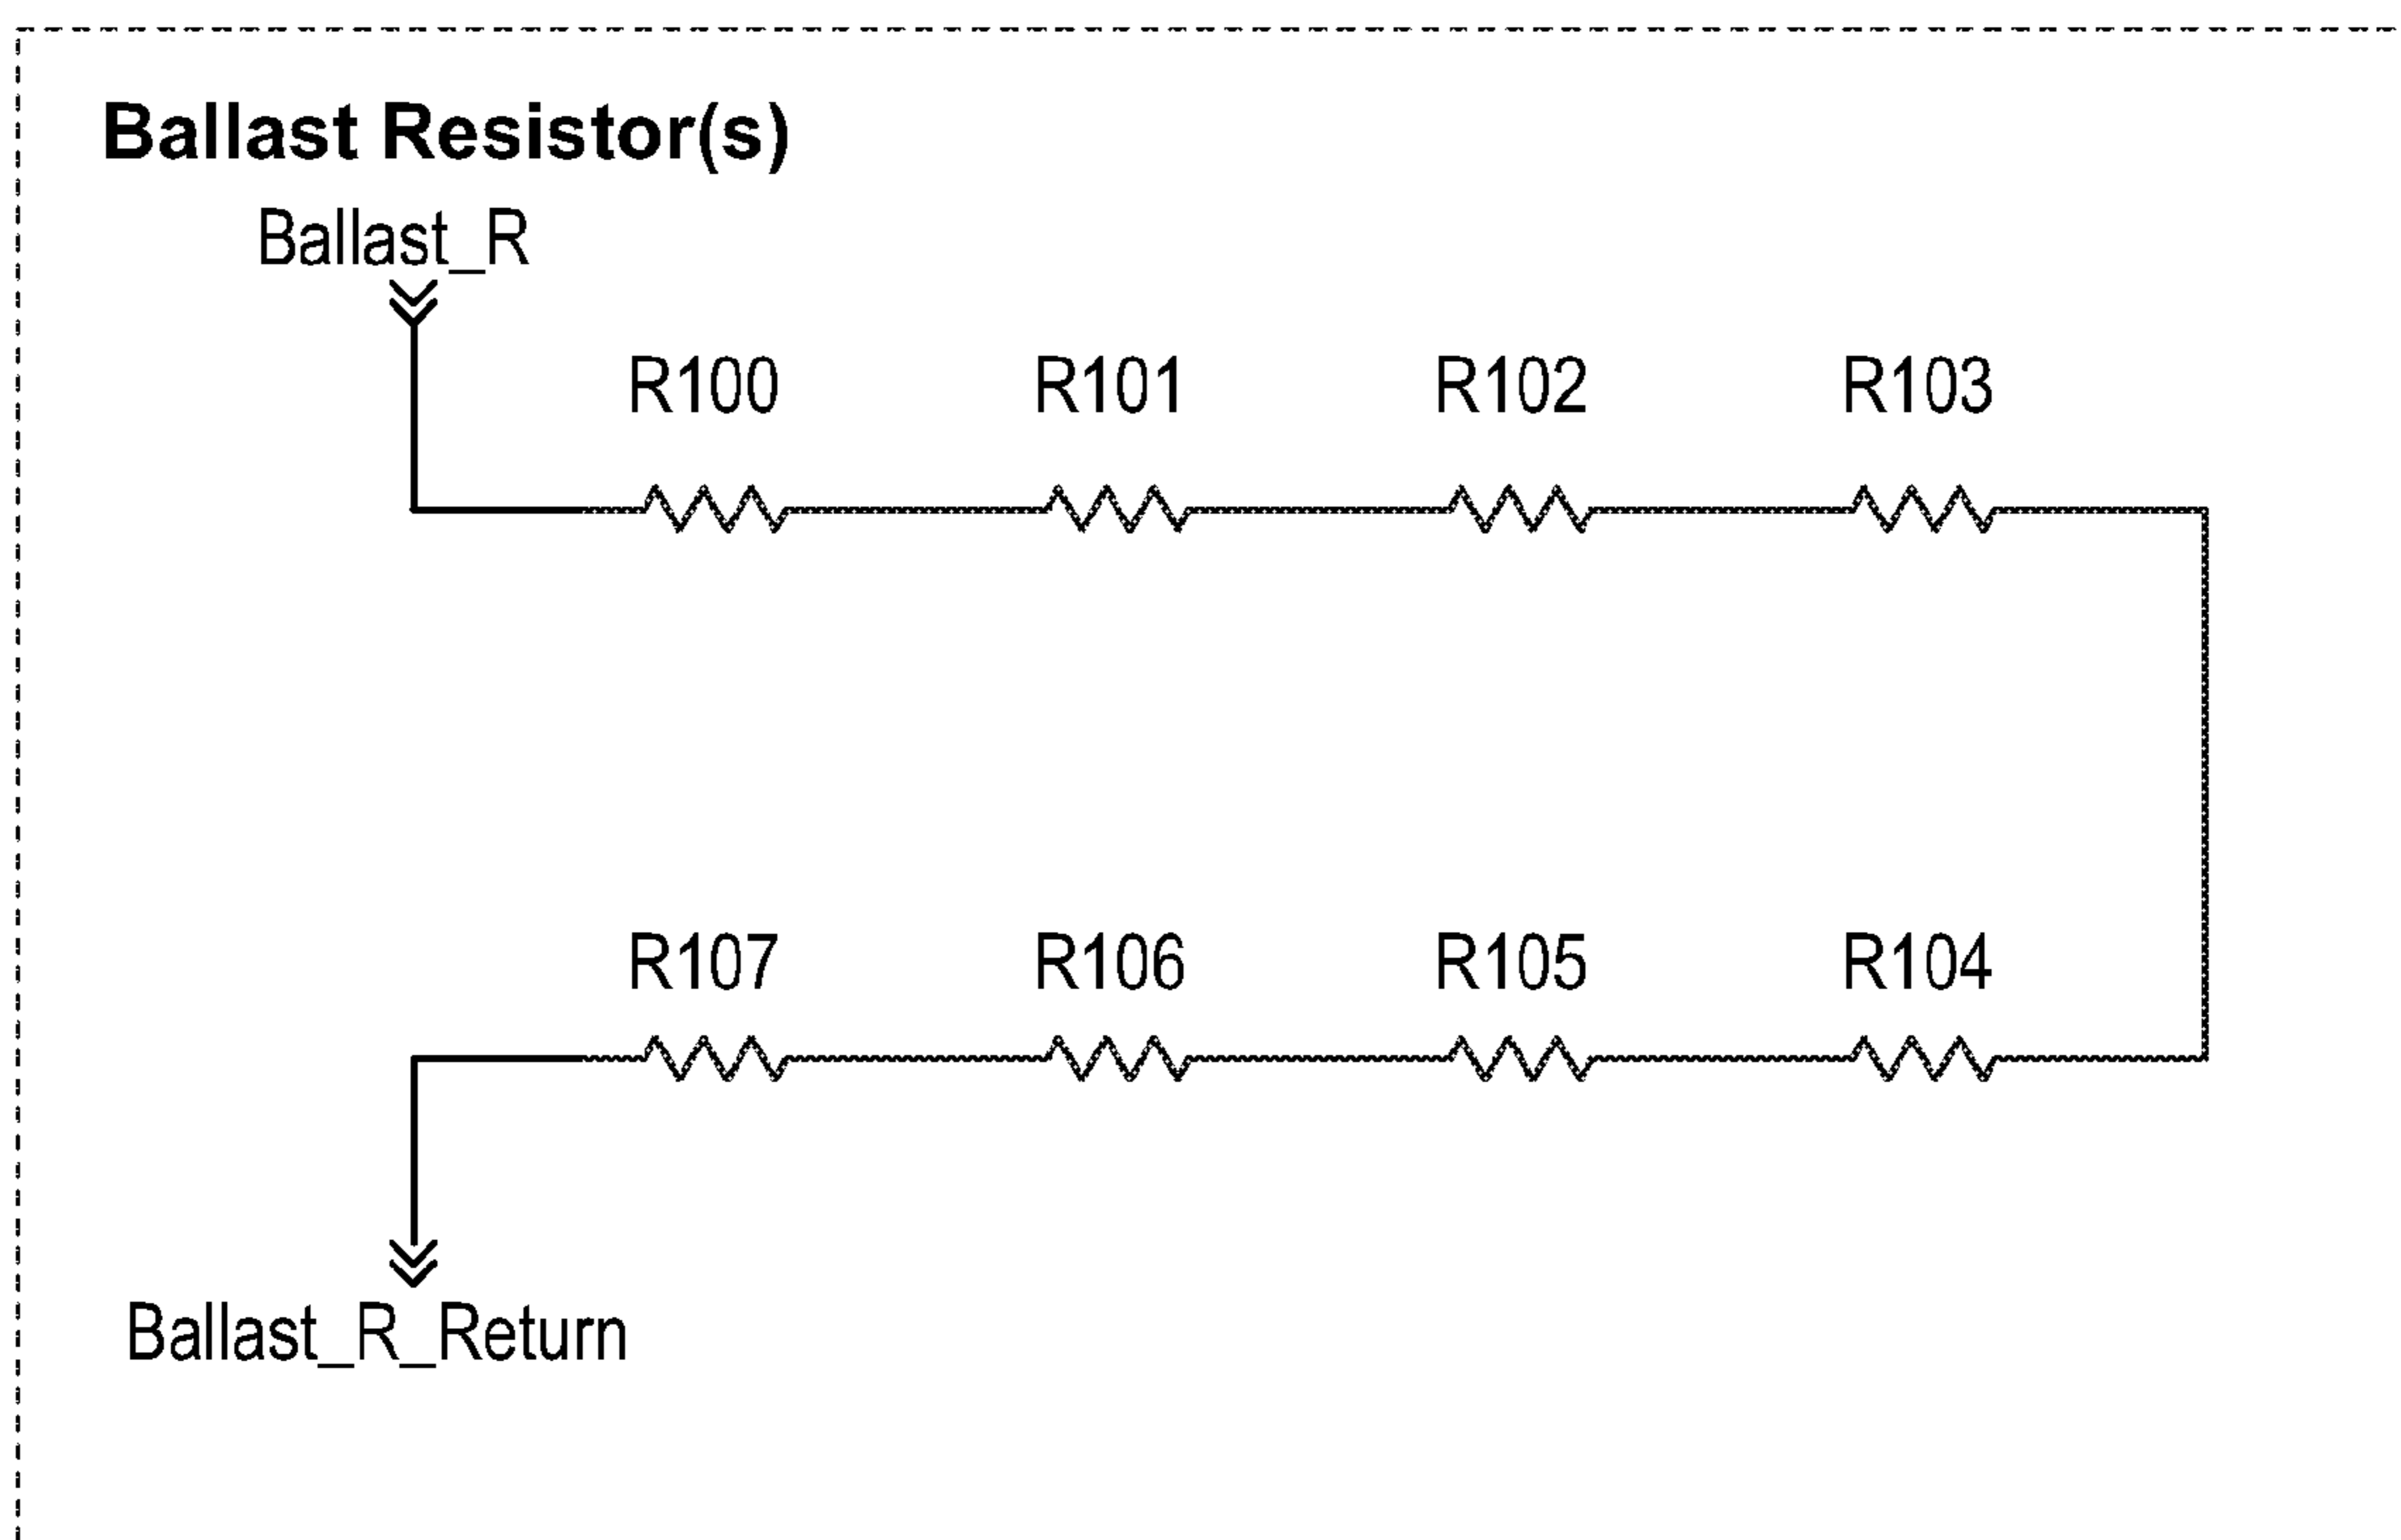 Ballast Resistor(s)
Ballast_R
R100 R101 R102 R103
R107 R106 R105 R104
Ballast_R_Return